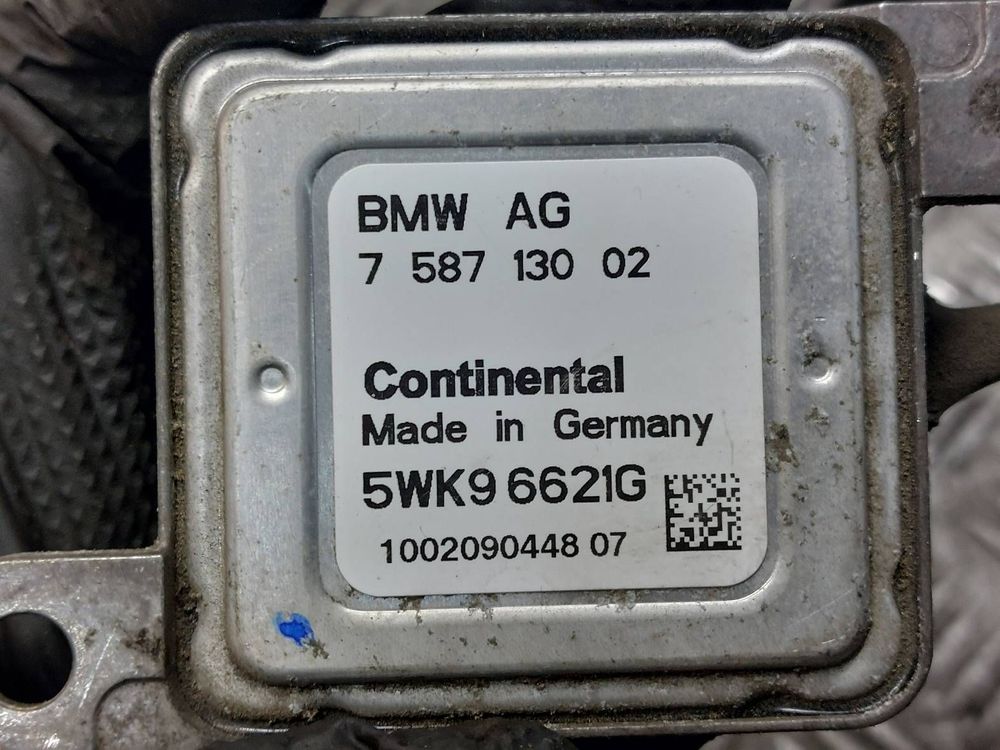 BMW AG
7 587 130 02
Continental
Made in Germany
5WK9 6621G
1002090448 07